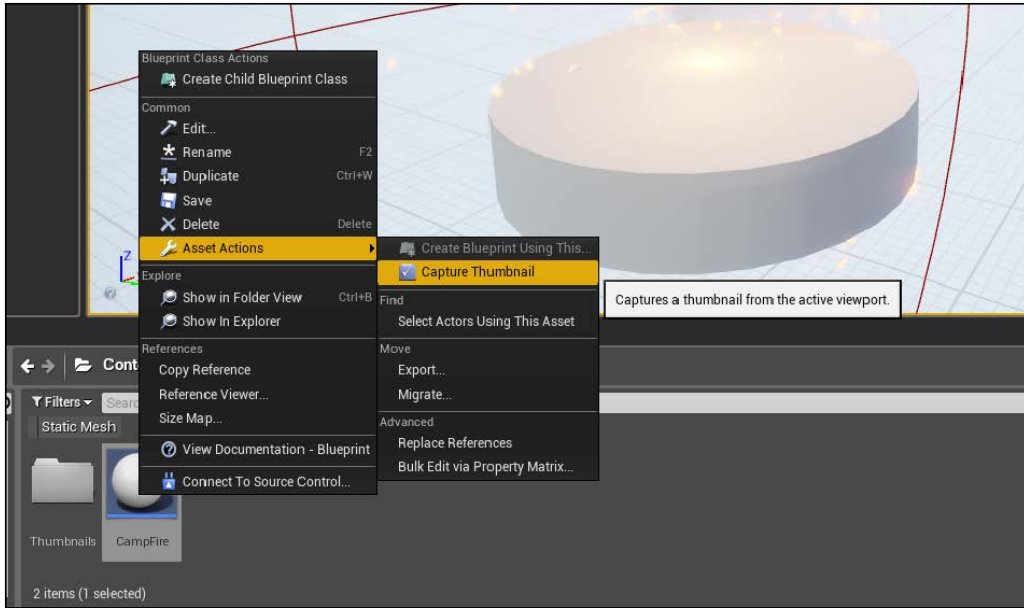 Blueprint Class Actions
Create Child Blueprint Class
Common
Edit...
Rename F2
Duplicate Ctrl+W
Save
Delete Delete
Asset Actions
Explore
Show in Folder View Ctrl+B
Show In Explorer
References
Copy Reference
Reference Viewer...
Size Map...
View Documentation - Blueprint
Connect To Source Control...
Create Blueprint Using This...
Capture Thumbnail
Find
Select Actors Using This Asset
Move
Export...
Migrate...
Advanced
Replace References
Bulk Edit via Property Matrix...
Captures a thumbnail from the active viewport.
Z
Cont
Filters
Searc
Static Mesh
Thumbnails
CampFire
2 items (1 selected)